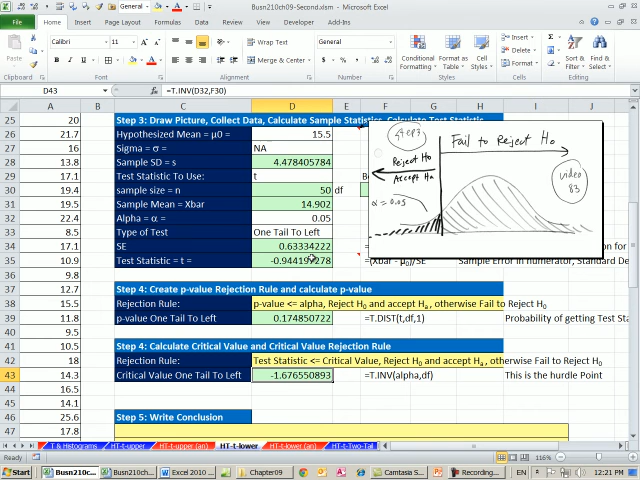 Busn210ch09-Second.xlsm - Microsoft Excel
File Home Insert Page Layout Formulas Data Review View Developer Add-Ins
Calibri 11 Wrap Text General
Paste Merge & Center Conditional Formatting Format as Table Cell Styles Insert Delete Format Sort & Filter Find & Select
Clipboard Font Alignment Number Styles Cells Editing
D43 =T.INV(D32,F30)
A B C D E F G H I J
25 20 Step 3: Draw Picture, Collect Data, Calculate Sample Statistics, Calculate Test Statistic
26 21.7 Hypothesized Mean = μ0 = 15.5
27 16 Sigma = σ = NA
28 13.8 Sample SD = s 4.478405784
29 17.1 Test Statistic To Use : t
30 19.4 sample size = n 50 df
31 19.5 Sample Mean = Xbar 14.902
32 22.4 Alpha = α = 0.05
33 8.5 Type of Test One Tail To Left
34 17.1 SE 0.63334222
35 10.9 Test Statistic = t = -0.944197278 =(Xbar - μ0)/SE Sample Error in numerator, Standard De
Step 3
Fail to Reject H₀
Reject H₀
Accept Ha
α = 0.05
video
83
36 9.8
37 12.4 Step 4: Create p-value Rejection Rule and calculate p-value
38 15.5 Rejection Rule: p-value <= alpha, Reject H0 and accept Ha, otherwise Fail to Reject H0
39 11.8 p-value One Tail To Left 0.174850722 =T.DIST(t,df,1) Probability of getting Test Sta
40 9.5
41 10.5 Step 4: Calculate Critical Value and Critical Value Rejection Rule
42 18 Rejection Rule: Test Statistic <= Critical Value, Reject H0 and accept Ha, otherwise Fail to Reject H0
43 14.3 Critical Value One Tail To Left -1.676550893 =T.INV(alpha,df) This is the hurdle Point
44 16.5
45 14.5
46 25.6 Step 5: Write Conclusion
47 17.8
T & Histograms HT-t-upper HT-t-upper (an) HT-t-lower HT-t-lower (an) HT-t-Two-Tail
Ready 116%
Start Busn210ch0... Busn210ch... Excel 2010 Chapter09 Camtasia St... Recording... EN 12:21 PM